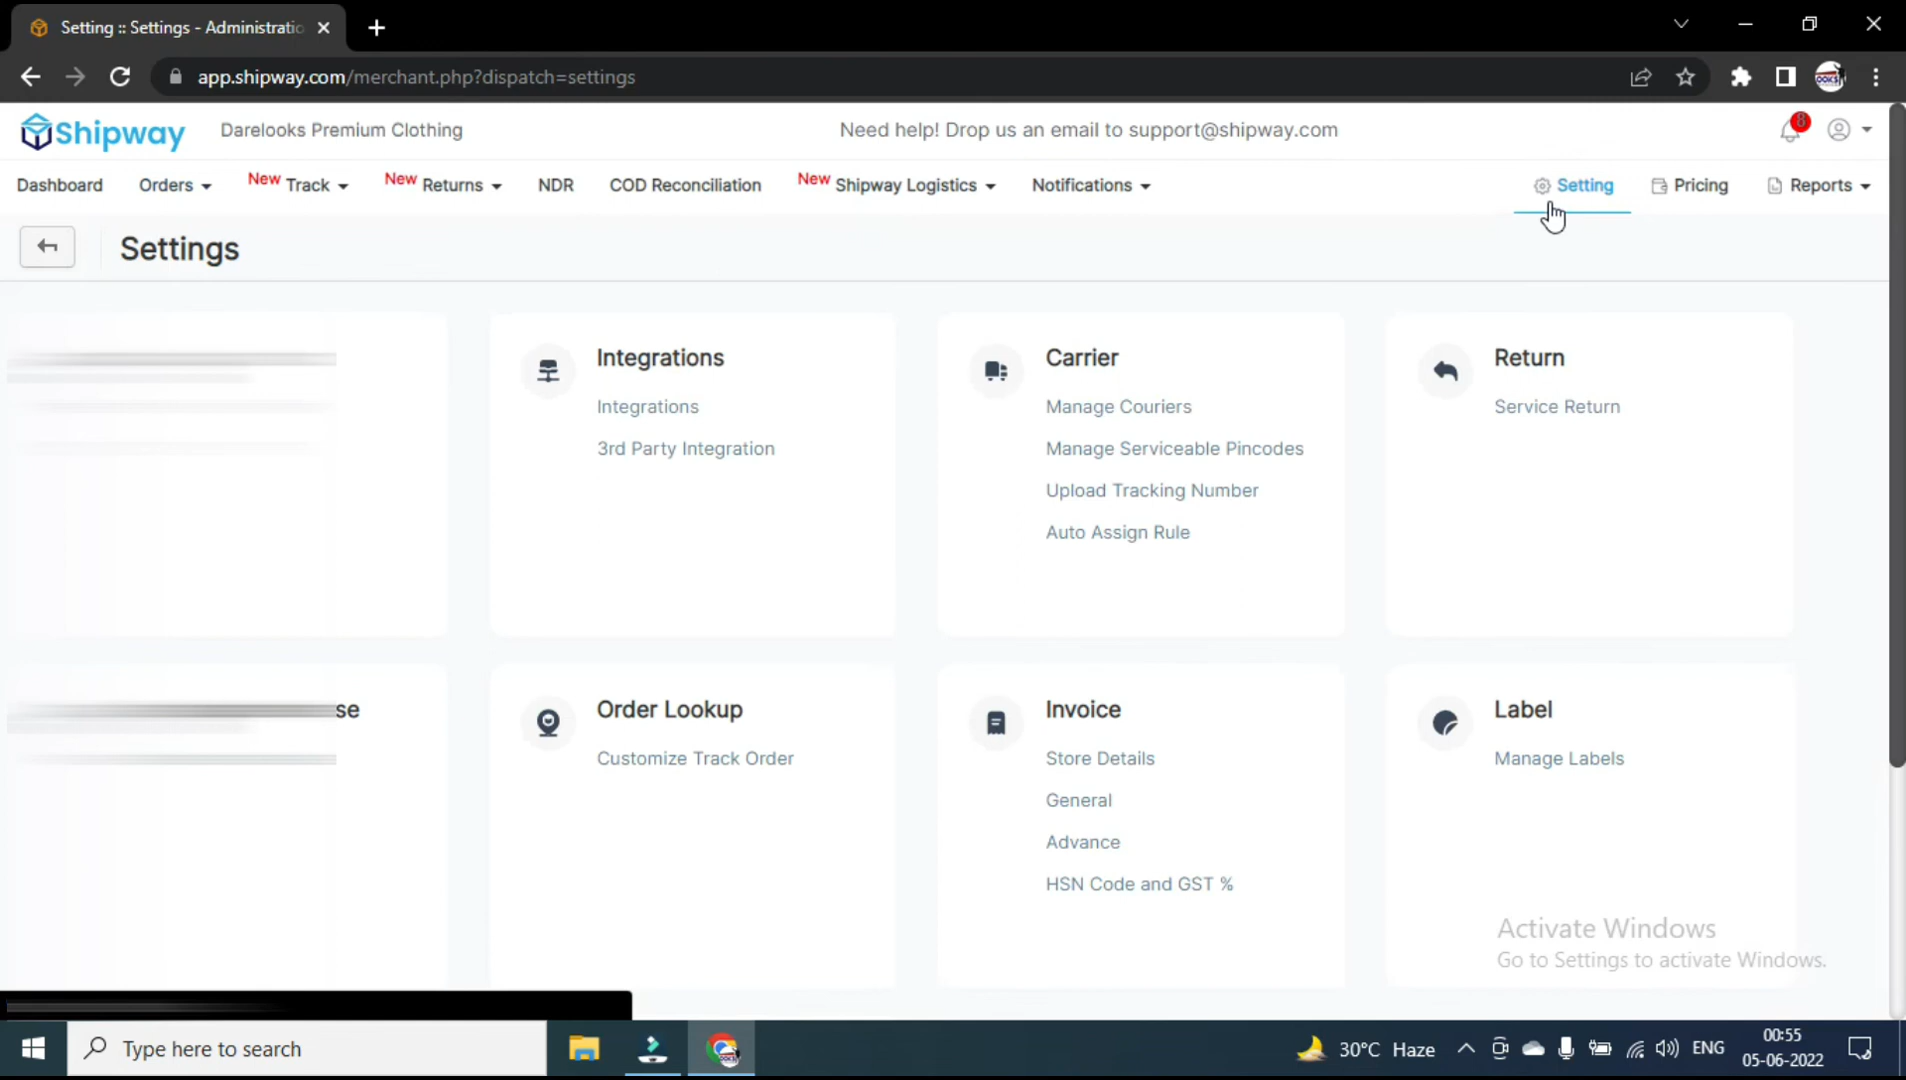 Setting :: Settings - Administratio
app.shipway.com/merchant.php?dispatch=settings
Shipway
Darelooks Premium Clothing
Need help! Drop us an email to support@shipway.com
8
Dashboard
Orders
New Track
New Returns
NDR
COD Reconciliation
New Shipway Logistics
Notifications
Setting
Pricing
Reports
Settings
Integrations
Integrations
3rd Party Integration
Carrier
Manage Couriers
Manage Serviceable Pincodes
Upload Tracking Number
Auto Assign Rule
Return
Service Return
se
Order Lookup
Customize Track Order
Invoice
Store Details
General
Advance
HSN Code and GST %
Label
Manage Labels
Activate Windows
Go to Settings to activate Windows.
Type here to search
30°C Haze
ENG
00:55
05-06-2022